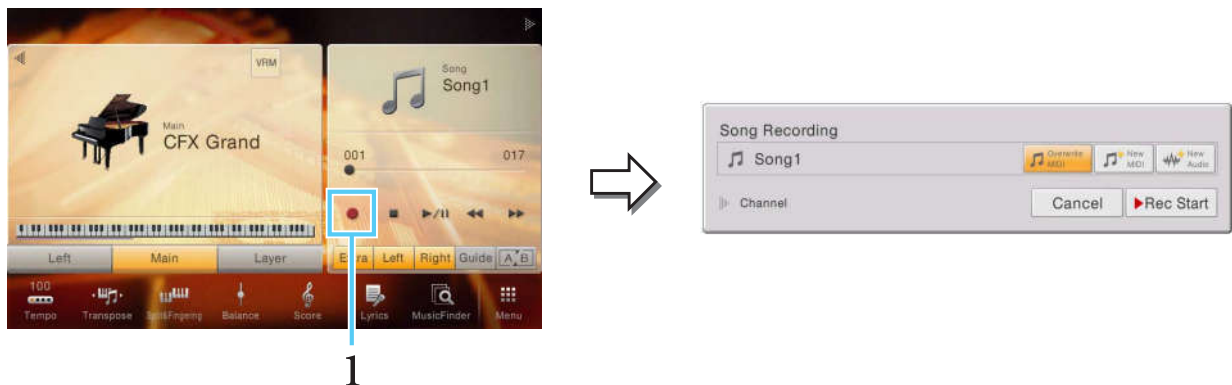 VRM
Main
CFX Grand
Song
Song1
001 017
Left Main Layer
Extra Left Right Guide A B
100
Tempo Transpose Split&Fingering Balance Score Lyrics MusicFinder Menu
1
Song Recording
Song1
Overwrite MIDI
New MIDI
New Audio
Channel
Cancel
Rec Start